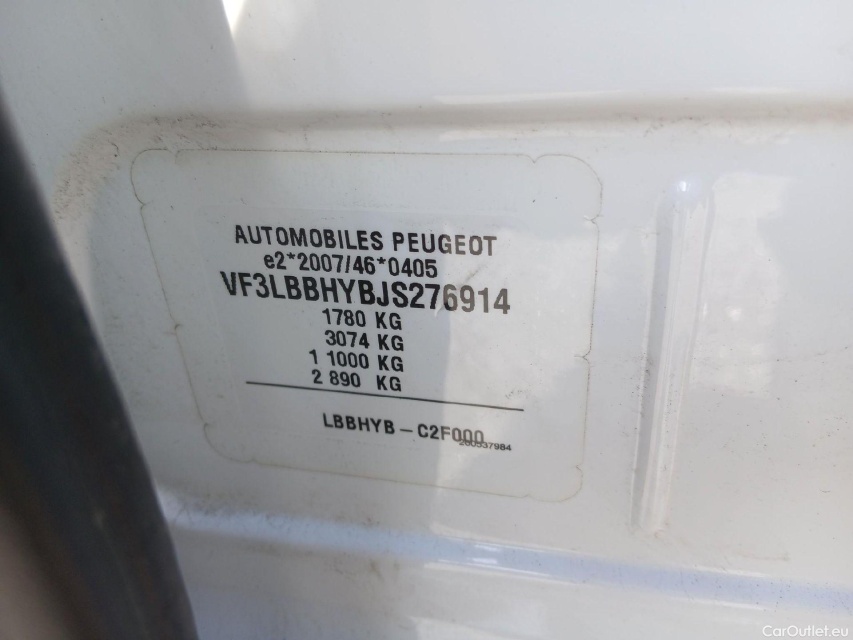 AUTOMOBILES PEUGEOT
e2*2007/46*0405
VF3LBBHYBJS276914
1780 KG
3074 KG
1 1000 KG
2 890 KG
LBBHYB – C2F000
CarOutlet.eu